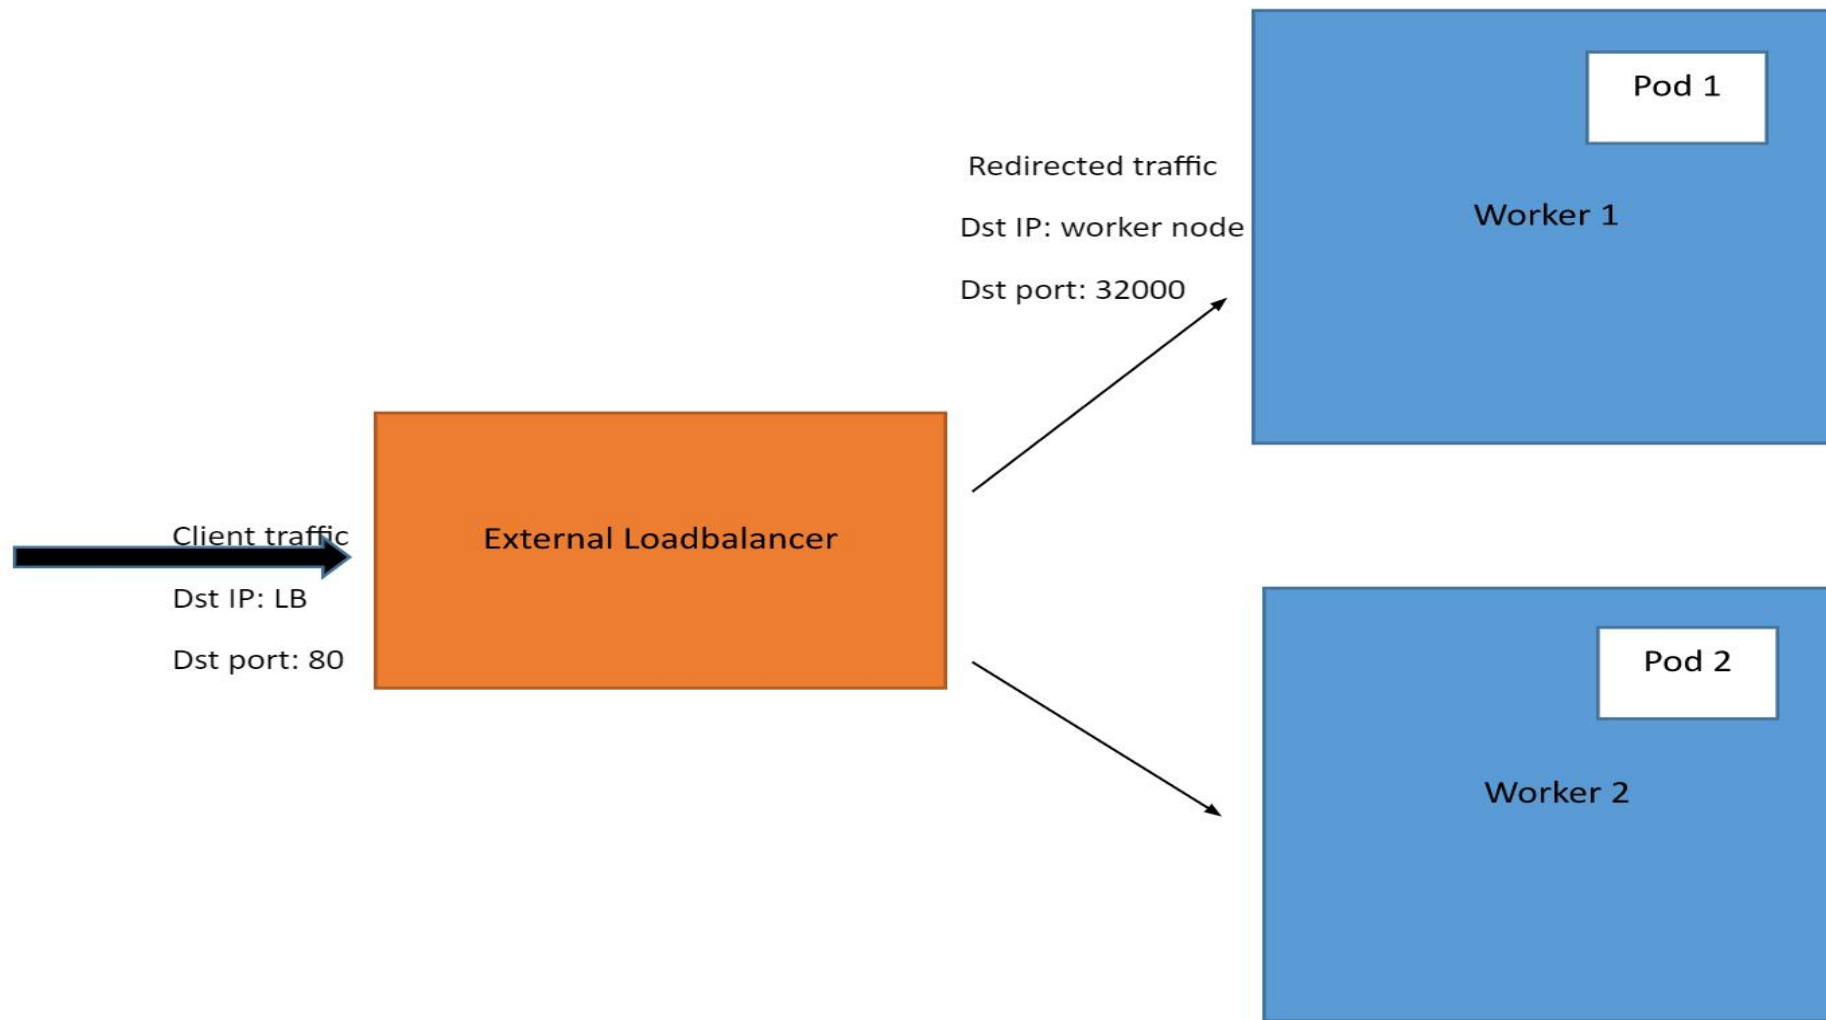 Pod 1
Redirected traffic
Dst IP: worker node
Worker 1
Dst port: 32000
Client traffic
Dst IP: LB
Dst port: 80
External Loadbalancer
Pod 2
Worker 2